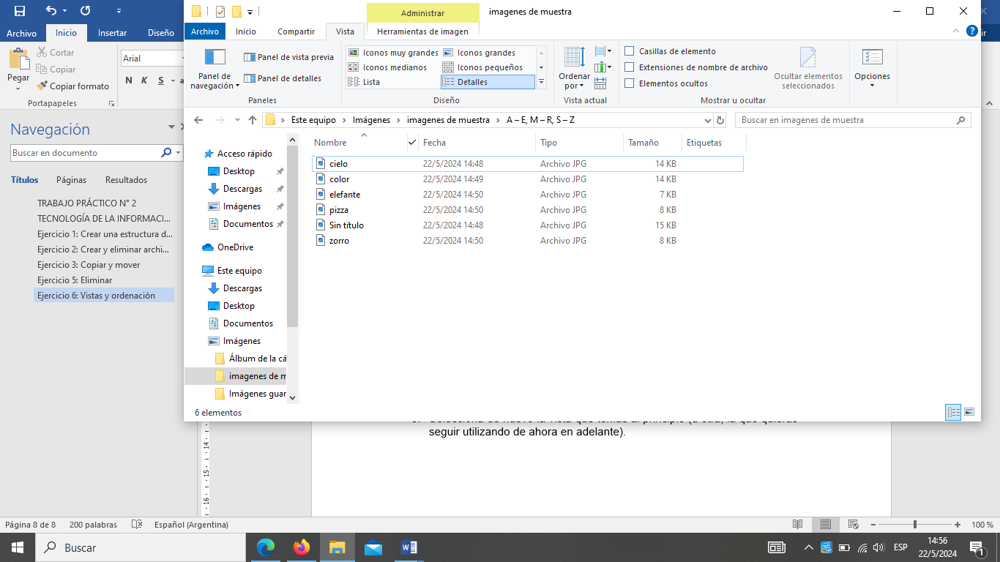 Administrar
imagenes de muestra
Archivo
Inicio
Insertar
Diseño
Archivo
Inicio
Compartir
Vista
Herramientas de imagen
Pegar
Cortar
Copiar
Copiar formato
Portapapeles
Arial
N K S
Panel de navegación
Panel de vista previa
Panel de detalles
Paneles
Iconos muy grandes
Iconos grandes
Iconos medianos
Iconos pequeños
Lista
Detalles
Diseño
Ordenar por
Vista actual
Casillas de elemento
Extensiones de nombre de archivo
Elementos ocultos
Ocultar elementos seleccionados
Mostrar u ocultar
Opciones
Este equipo
Imágenes
imagenes de muestra
A – E, M – R, S – Z
Buscar en imagenes de muestra
Navegación
Buscar en documento
Títulos
Páginas
Resultados
TRABAJO PRÁCTICO N° 2
TECNOLOGÍA DE LA INFORMACI...
Ejercicio 1: Crear una estructura d...
Ejercicio 2: Crear y eliminar archi...
Ejercicio 3: Copiar y mover
Ejercicio 5: Eliminar
Ejercicio 6: Vistas y ordenación
Acceso rápido
Desktop
Descargas
Imágenes
Documentos
OneDrive
Este equipo
Descargas
Desktop
Documentos
Imágenes
Álbum de la cá
imagenes de m
Imágenes guar
Nombre
Fecha
Tipo
Tamaño
Etiquetas
cielo 22/5/2024 14:48 Archivo JPG 14 KB
color 22/5/2024 14:49 Archivo JPG 14 KB
elefante 22/5/2024 14:50 Archivo JPG 7 KB
pizza 22/5/2024 14:50 Archivo JPG 8 KB
Sin título 22/5/2024 14:48 Archivo JPG 15 KB
zorro 22/5/2024 14:50 Archivo JPG 8 KB
6 elementos
seguir utilizando de ahora en adelante).
14
15
16
Página 8 de 8
200 palabras
Español (Argentina)
100 %
Buscar
ESP
14:56
22/5/2024
1